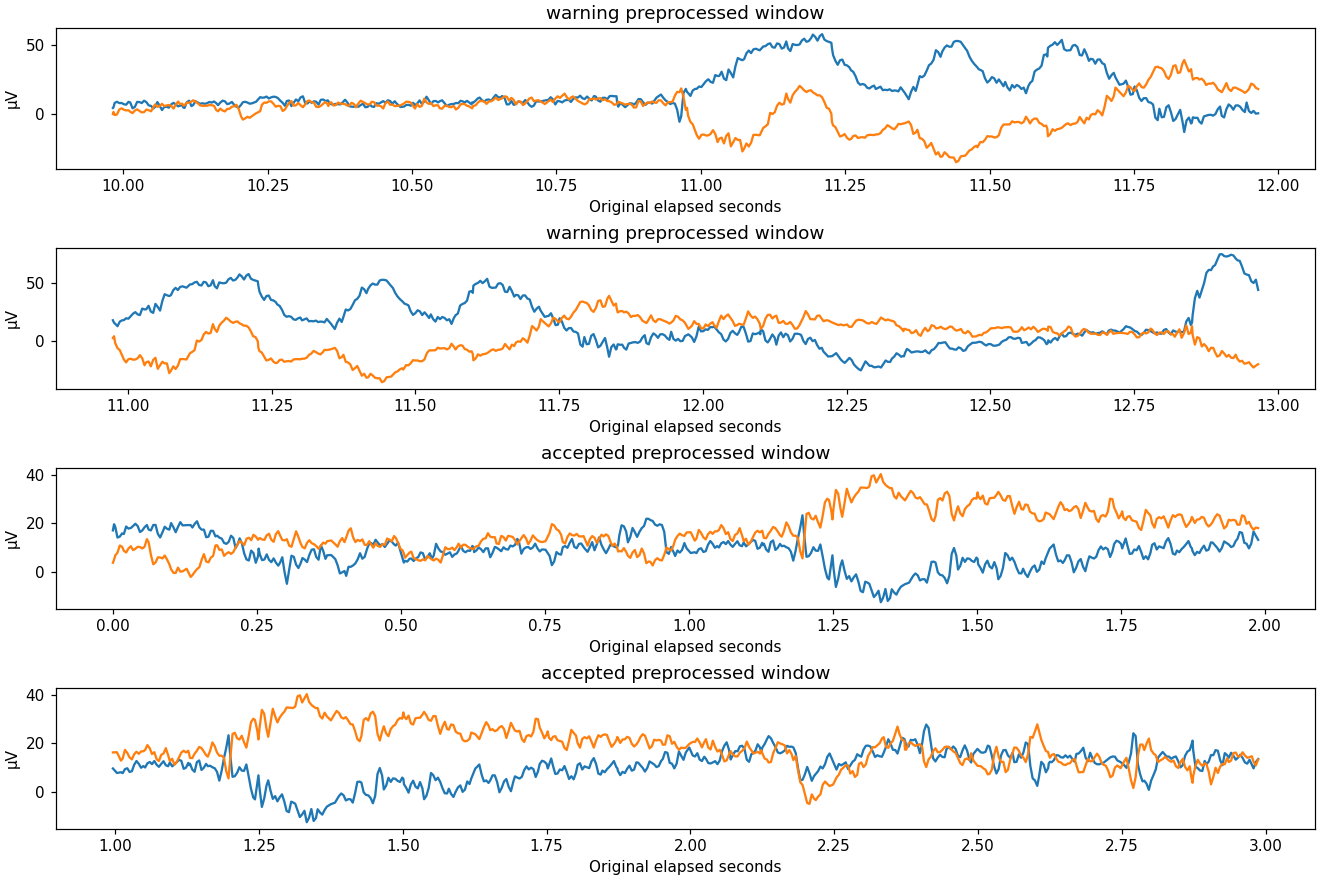 warning preprocessed window
50
0
µV
10.00 10.25 10.50 10.75 11.00 11.25 11.50 11.75 12.00
Original elapsed seconds
warning preprocessed window
50
0
µV
11.00 11.25 11.50 11.75 12.00 12.25 12.50 12.75 13.00
Original elapsed seconds
accepted preprocessed window
40
20
0
µV
0.00 0.25 0.50 0.75 1.00 1.25 1.50 1.75 2.00
Original elapsed seconds
accepted preprocessed window
40
20
0
µV
1.00 1.25 1.50 1.75 2.00 2.25 2.50 2.75 3.00
Original elapsed seconds